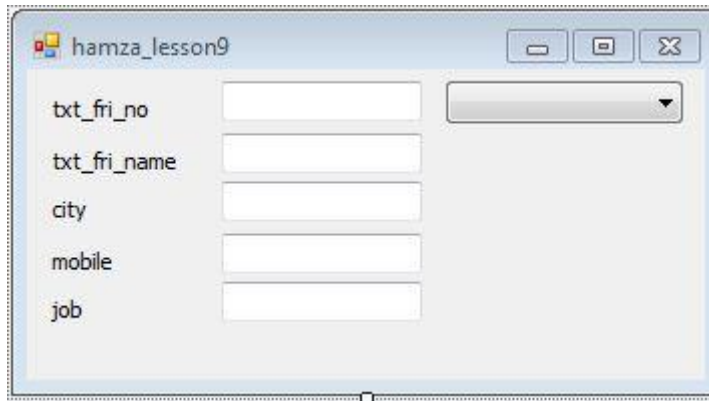 hamza_lesson9
txt_fri_no
txt_fri_name
city
mobile
job